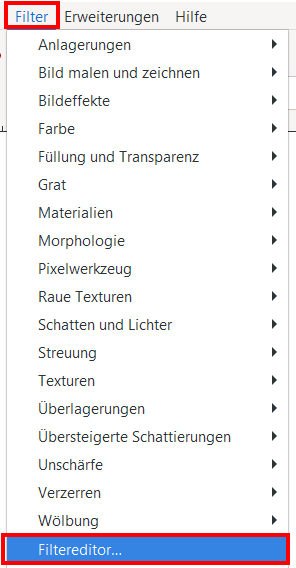 Filter Erweiterungen Hilfe
Anlagerungen
Bild malen und zeichnen
Bildeffekte
Farbe
Füllung und Transparenz
Grat
Materialien
Morphologie
Pixelwerkzeug
Raue Texturen
Schatten und Lichter
Streuung
Texturen
Überlagerungen
Übersteigerte Schattierungen
Unschärfe
Verzerren
Wölbung
Filtereditor...